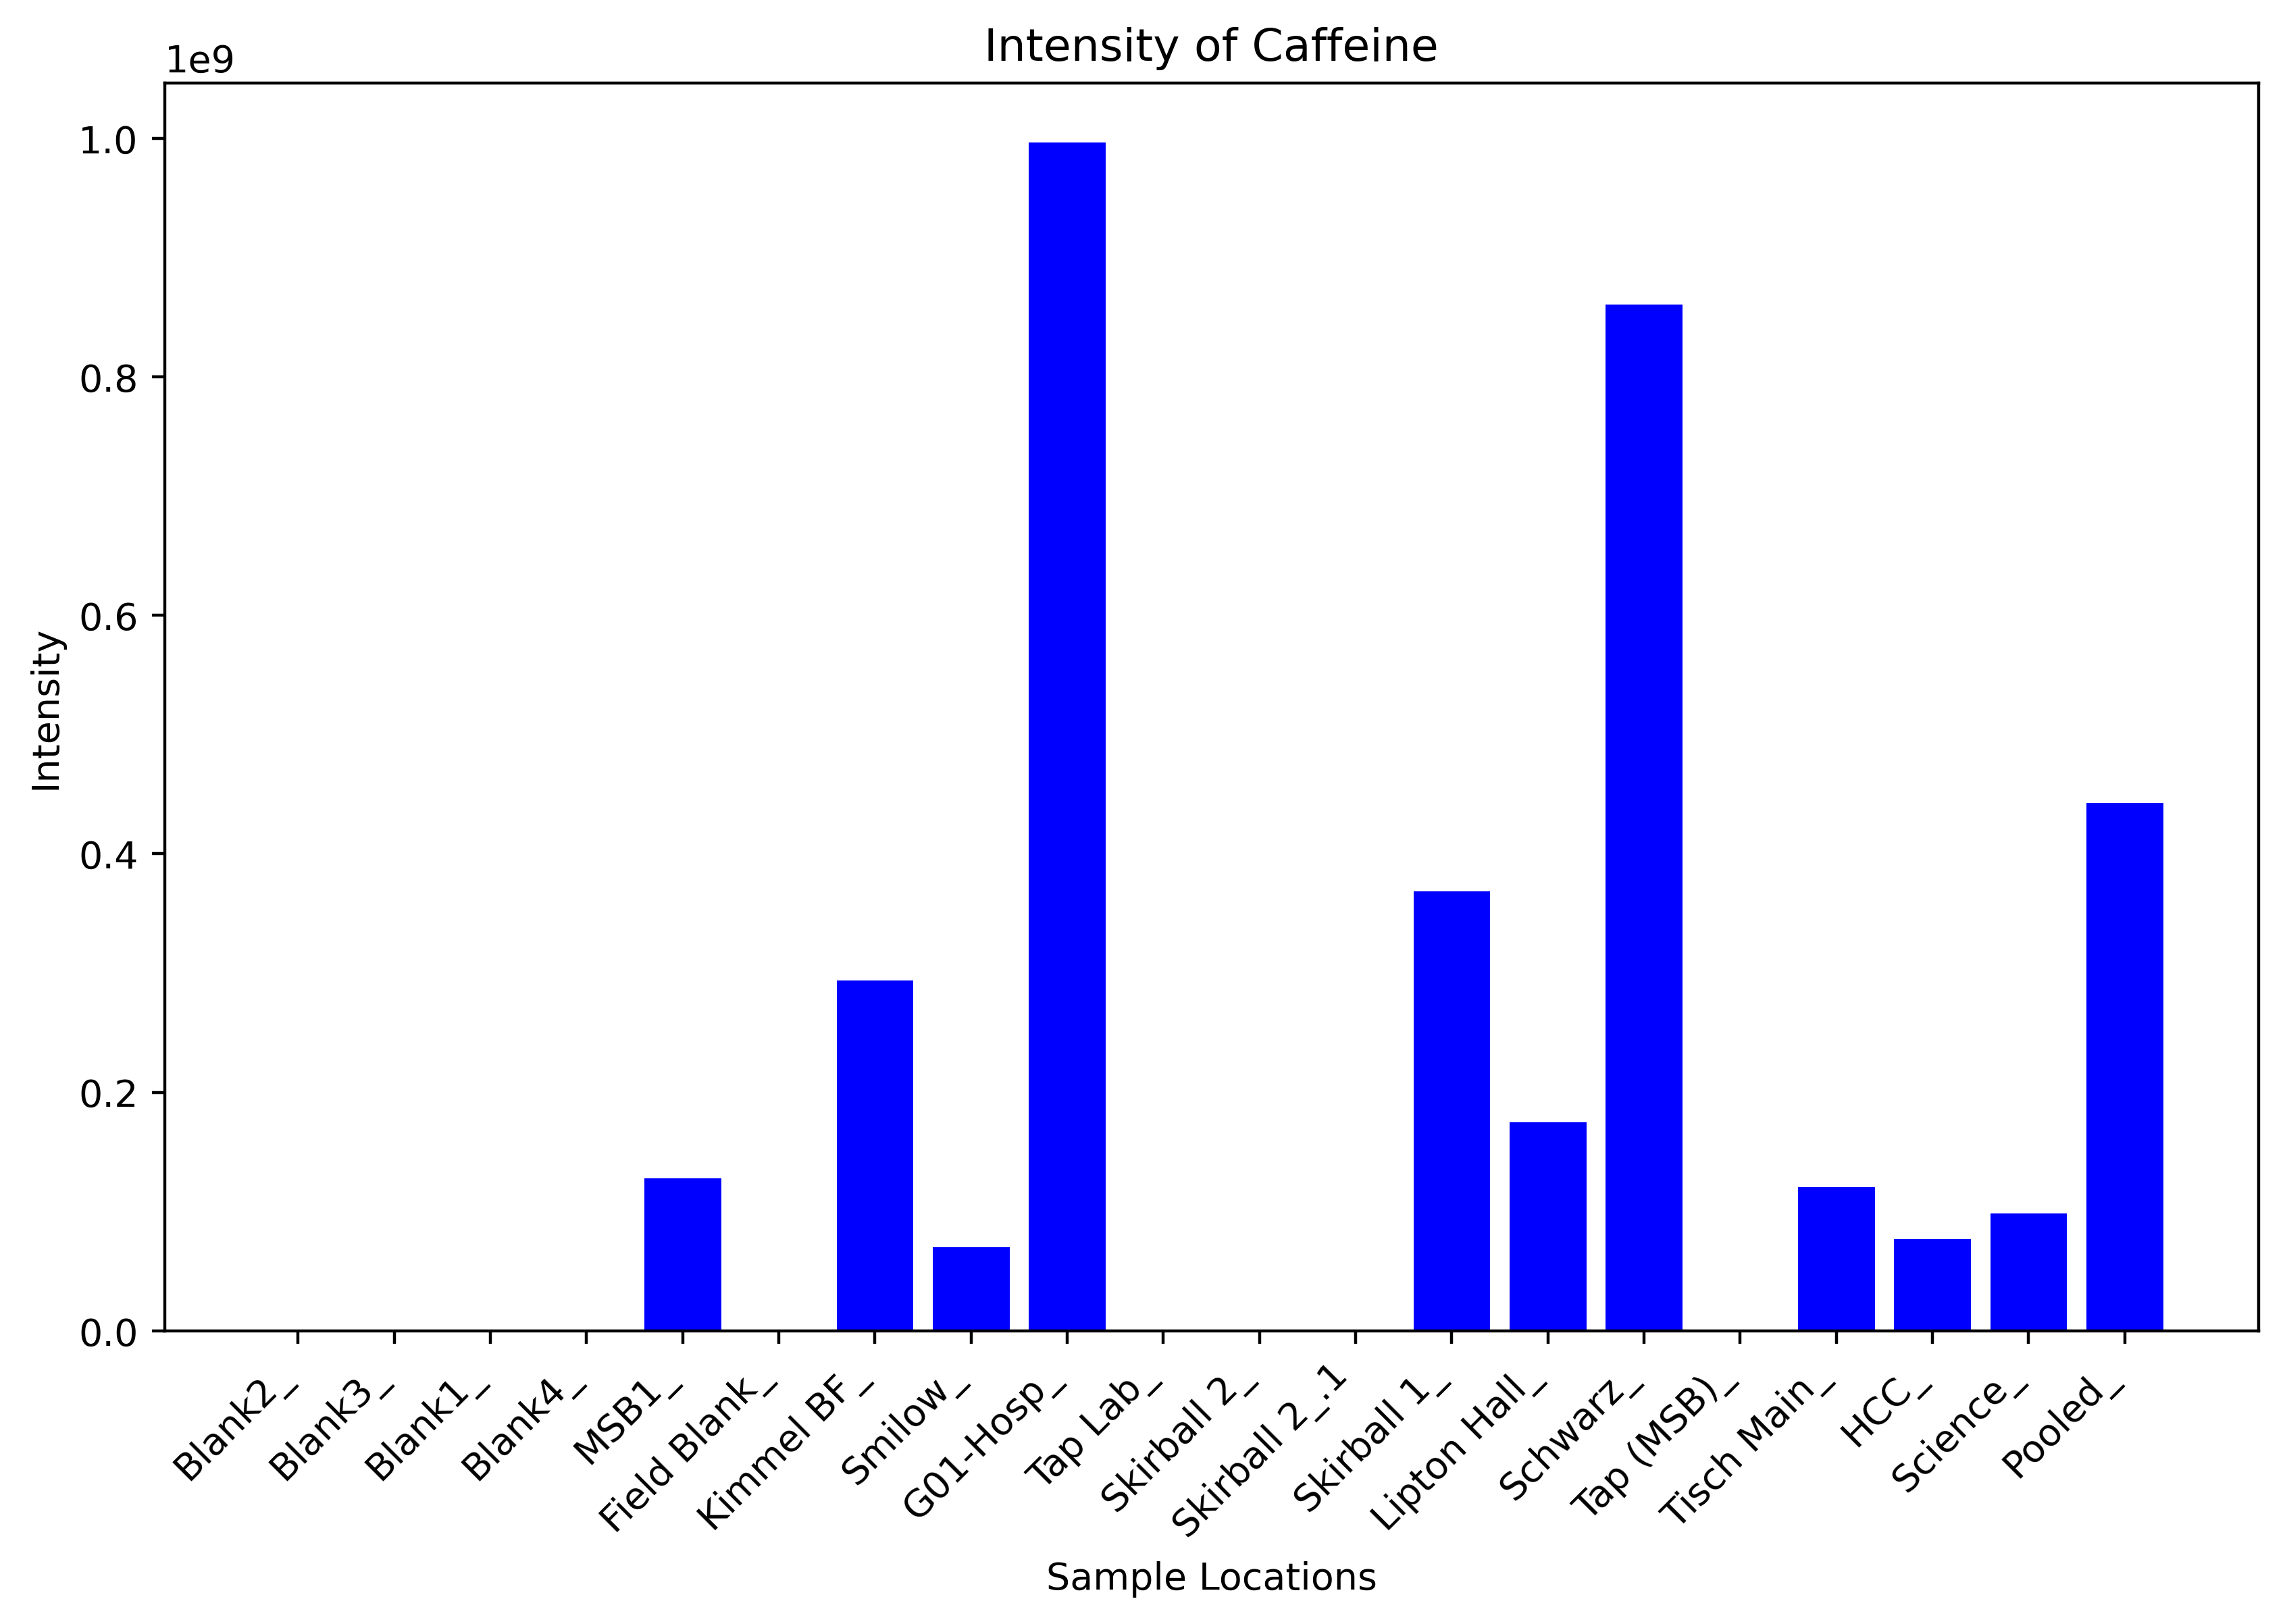 Intensity of Caffeine
1e9
1.0
0.8
0.6
0.4
0.2
0.0
Intensity
Blank2_
Blank3_
Blank1_
Blank4_
MSB1_
Field Blank_
Kimmel BF_
Smilow_
G01-Hosp_
Tap Lab_
Skirball 2_
Skirball 2_.1
Skirball 1_
Lipton Hall_
Schwarz_
Tap (MSB)_
Tisch Main_
HCC_
Science_
Pooled_
Sample Locations